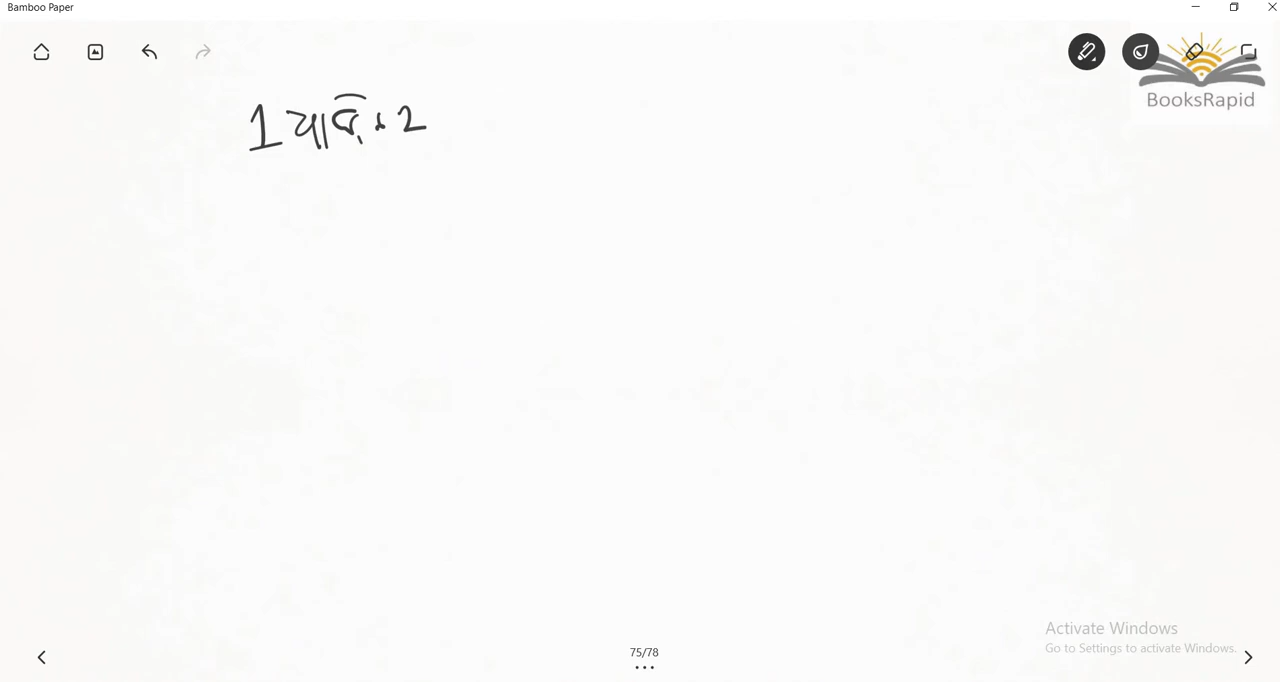 Bamboo Paper
BooksRapid
1 2
75/78
Activate Windows
Go to Settings to activate Windows.